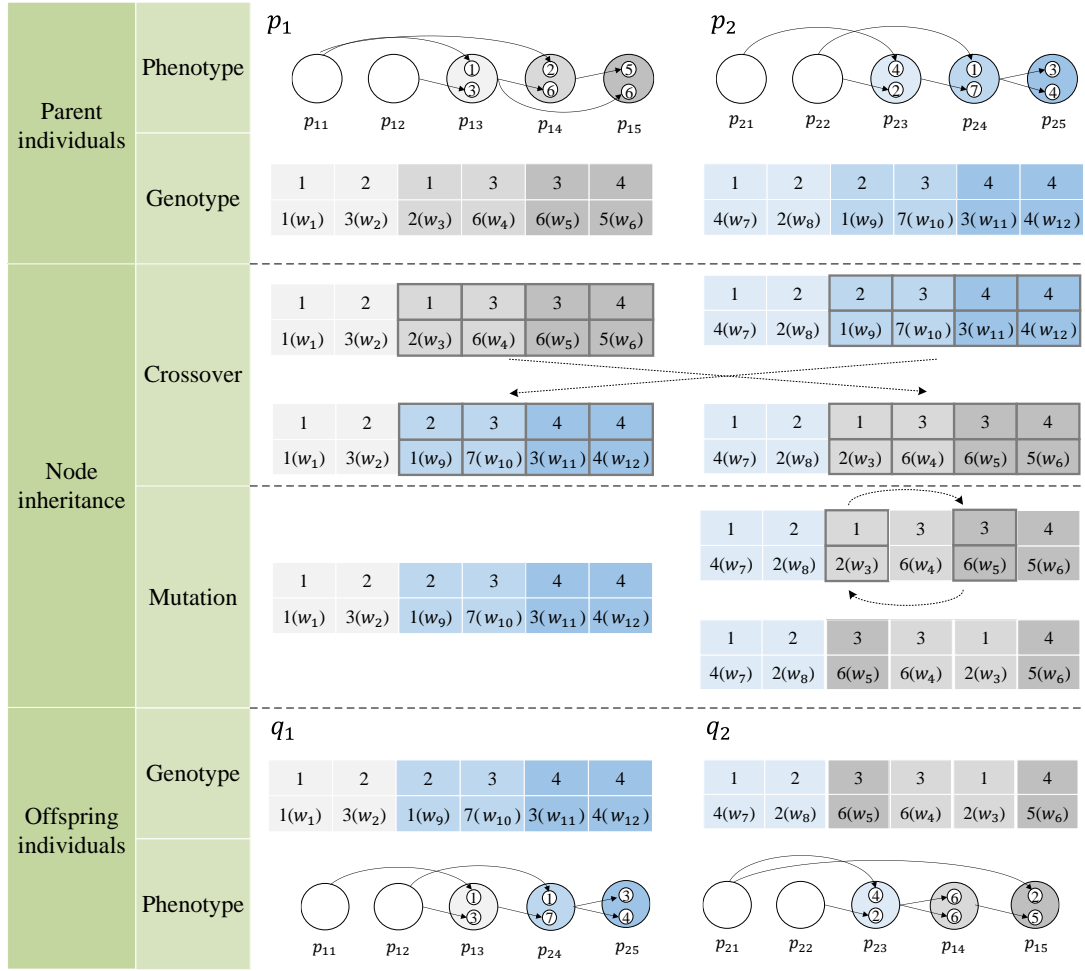 Parent
individuals
Phenotype
p₁
1 2 5
3 6 6
p₁₁ p₁₂ p₁₃ p₁₄ p₁₅
p₂
4 1 3
2 7 4
p₂₁ p₂₂ p₂₃ p₂₄ p₂₅
Genotype
1 2 1 3 3 4
1(w₁) 3(w₂) 2(w₃) 6(w₄) 6(w₅) 5(w₆)
1 2 2 3 4 4
4(w₇) 2(w₈) 1(w₉) 7(w₁₀) 3(w₁₁) 4(w₁₂)
Node
inheritance
Crossover
1 2 1 3 3 4
1(w₁) 3(w₂) 2(w₃) 6(w₄) 6(w₅) 5(w₆)
1 2 2 3 4 4
4(w₇) 2(w₈) 1(w₉) 7(w₁₀) 3(w₁₁) 4(w₁₂)
1 2 2 3 4 4
1(w₁) 3(w₂) 1(w₉) 7(w₁₀) 3(w₁₁) 4(w₁₂)
1 2 1 3 3 4
4(w₇) 2(w₈) 2(w₃) 6(w₄) 6(w₅) 5(w₆)
Mutation
1 2 2 3 4 4
1(w₁) 3(w₂) 1(w₉) 7(w₁₀) 3(w₁₁) 4(w₁₂)
1 2 1 3 3 4
4(w₇) 2(w₈) 2(w₃) 6(w₄) 6(w₅) 5(w₆)
1 2 3 3 1 4
4(w₇) 2(w₈) 6(w₅) 6(w₄) 2(w₃) 5(w₆)
Offspring
individuals
Genotype
q₁
1 2 2 3 4 4
1(w₁) 3(w₂) 1(w₉) 7(w₁₀) 3(w₁₁) 4(w₁₂)
q₂
1 2 3 3 1 4
4(w₇) 2(w₈) 6(w₅) 6(w₄) 2(w₃) 5(w₆)
Phenotype
1 1 3
3 7 4
p₁₁ p₁₂ p₁₃ p₂₄ p₂₅
4 6 2
2 6 5
p₂₁ p₂₂ p₂₃ p₁₄ p₁₅